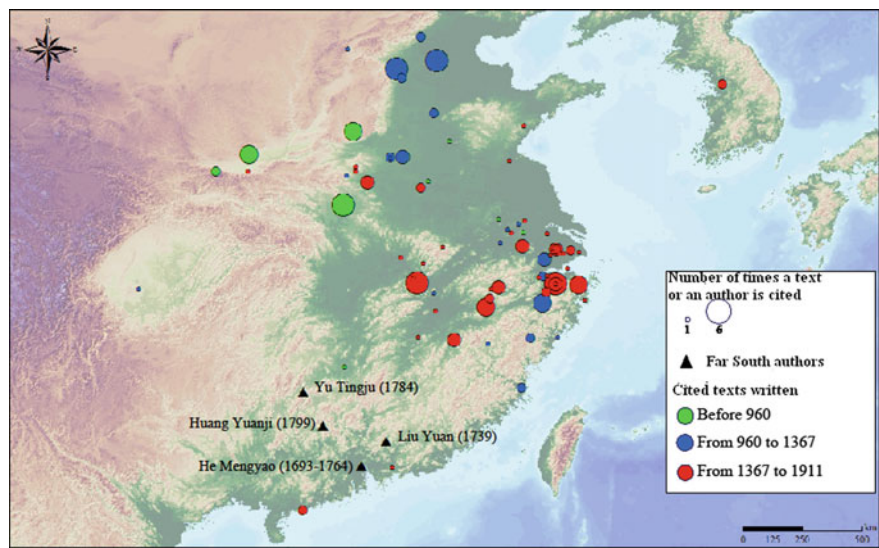 N
Yu Tingju (1784)
Huang Yuanji (1799)
Liu Yuan (1739)
He Mengyao (1693-1764)
Number of times a text
or an author is cited
1 6
Far South authors
Cited texts written
Before 960
From 960 to 1367
From 1367 to 1911
km
0 125 250 500